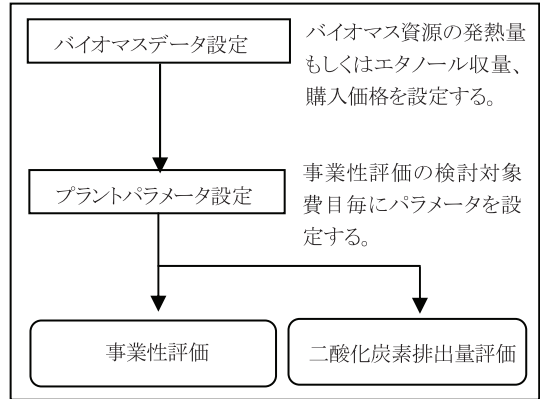 バイオマスデータ設定
バイオマス資源の発熱量
もしくはエタノール収量、
購入価格を設定する。
プラントパラメータ設定
事業性評価の検討対象
費目毎にパラメータを設
定する。
事業性評価
二酸化炭素排出量評価